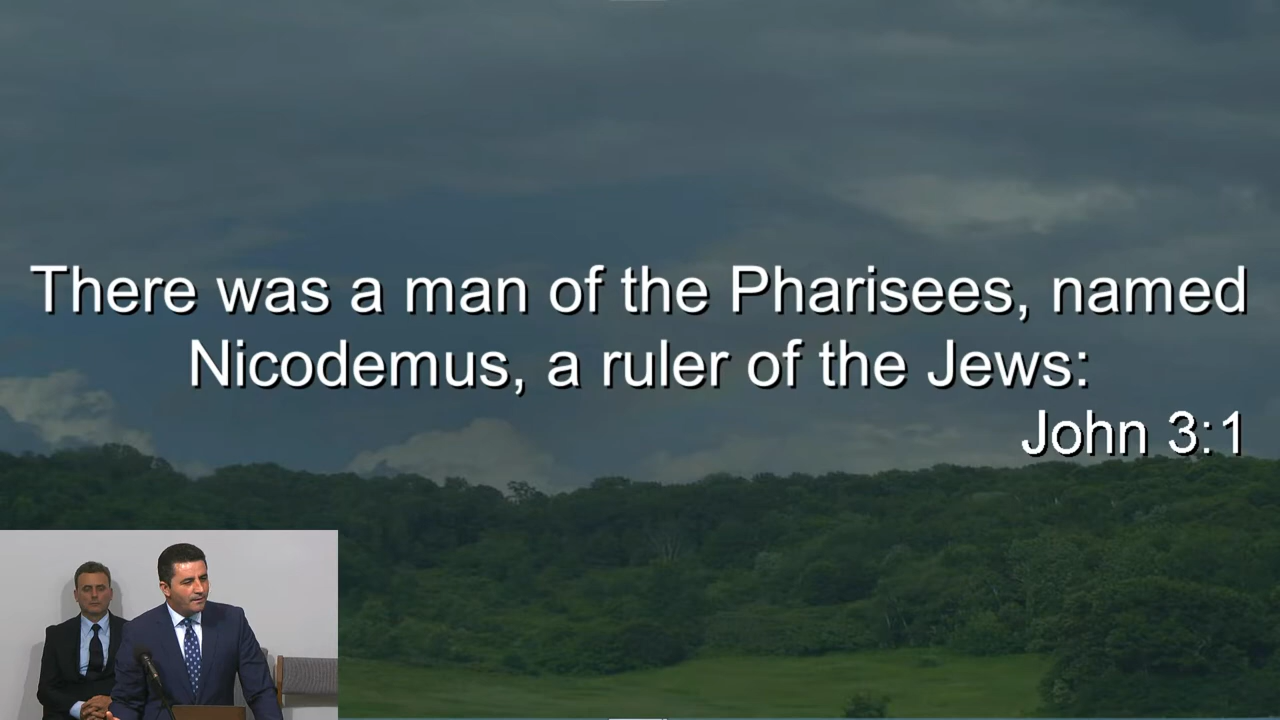 There was a man of the Pharisees, named
Nicodemus, a ruler of the Jews:
John 3:1